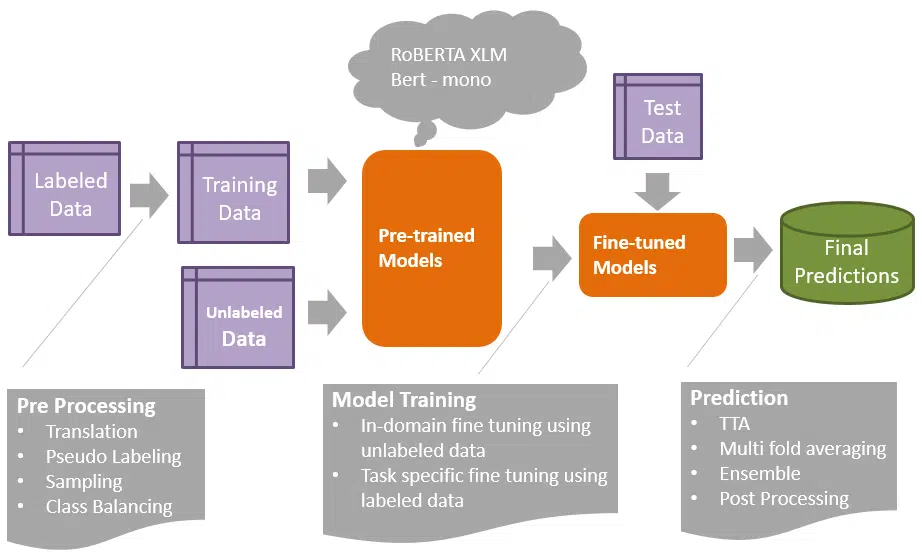 RoBERTA XLM
Bert - mono
Test
Data
Labeled
Data
Training
Data
Pre-trained
Models
Fine-tuned
Models
Final
Predictions
Unlabeled
Data
Pre Processing
• Translation
• Pseudo Labeling
• Sampling
• Class Balancing
Model Training
• In-domain fine tuning using
unlabeled data
• Task specific fine tuning using
labeled data
Prediction
• TTA
• Multi fold averaging
• Ensemble
• Post Processing